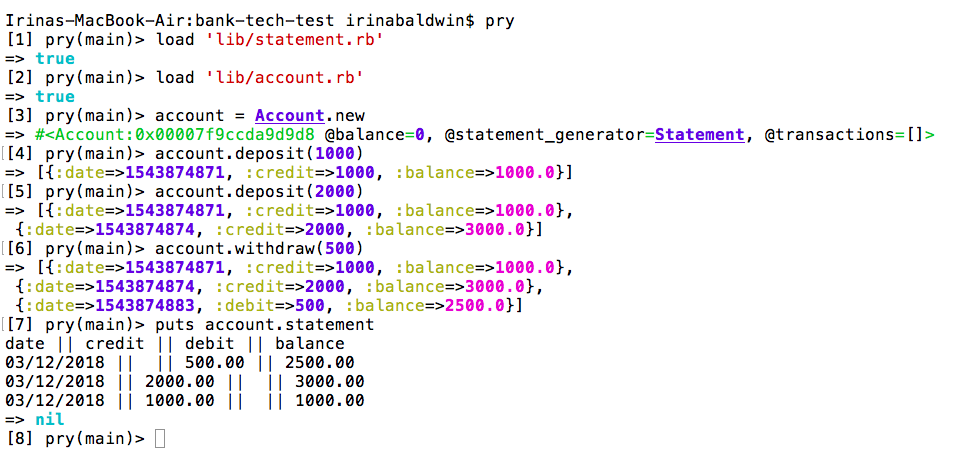 Irinas-MacBook-Air:bank-tech-test irinabaldwin$ pry
[1] pry(main)> load 'lib/statement.rb'
=> true
[2] pry(main)> load 'lib/account.rb'
=> true
[3] pry(main)> account = Account.new
=> #<Account:0x00007f9ccda9d9d8 @balance=0, @statement_generator=Statement, @transactions=[]>
[[4] pry(main)> account.deposit(1000)
=> [{:date=>1543874871, :credit=>1000, :balance=>1000.0}]
[[5] pry(main)> account.deposit(2000)
=> [{:date=>1543874871, :credit=>1000, :balance=>1000.0},
 {:date=>1543874874, :credit=>2000, :balance=>3000.0}]
[[6] pry(main)> account.withdraw(500)
=> [{:date=>1543874871, :credit=>1000, :balance=>1000.0},
 {:date=>1543874874, :credit=>2000, :balance=>3000.0},
 {:date=>1543874883, :debit=>500, :balance=>2500.0}]
[[7] pry(main)> puts account.statement
date || credit || debit || balance
03/12/2018 ||  || 500.00 || 2500.00
03/12/2018 || 2000.00 ||  || 3000.00
03/12/2018 || 1000.00 ||  || 1000.00
=> nil
[8] pry(main)>